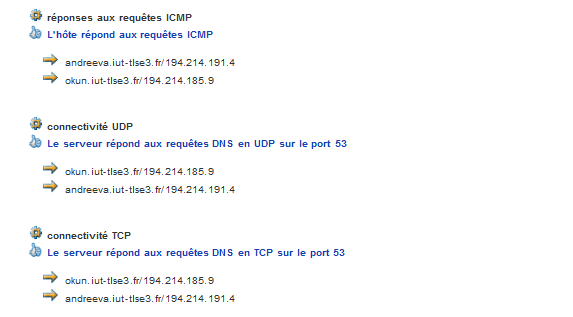 réponses aux requêtes ICMP
L'hôte répond aux requêtes ICMP
andreeva.iut-tlse3.fr/194.214.191.4
okun.iut-tlse3.fr/194.214.185.9
connectivité UDP
Le serveur répond aux requêtes DNS en UDP sur le port 53
okun.iut-tlse3.fr/194.214.185.9
andreeva.iut-tlse3.fr/194.214.191.4
connectivité TCP
Le serveur répond aux requêtes DNS en TCP sur le port 53
okun.iut-tlse3.fr/194.214.185.9
andreeva.iut-tlse3.fr/194.214.191.4